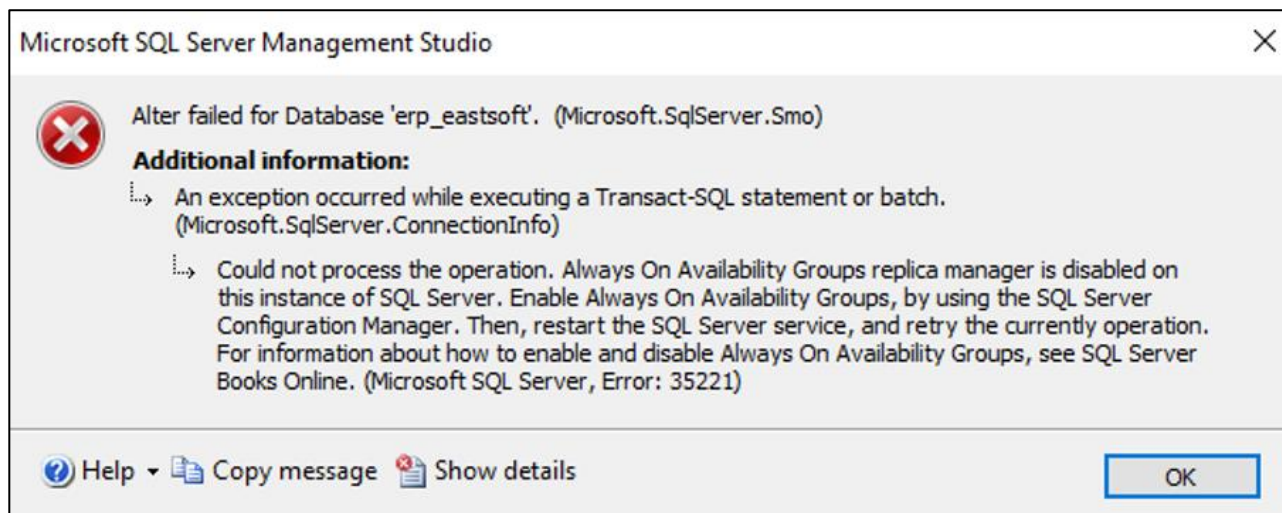 Microsoft SQL Server Management Studio
Alter failed for Database 'erp_eastsoft'. (Microsoft.SqlServer.Smo)
Additional information:
An exception occurred while executing a Transact-SQL statement or batch.
(Microsoft.SqlServer.ConnectionInfo)
Could not process the operation. Always On Availability Groups replica manager is disabled on
this instance of SQL Server. Enable Always On Availability Groups, by using the SQL Server
Configuration Manager. Then, restart the SQL Server service, and retry the currently operation.
For information about how to enable and disable Always On Availability Groups, see SQL Server
Books Online. (Microsoft SQL Server, Error: 35221)
Help Copy message Show details OK